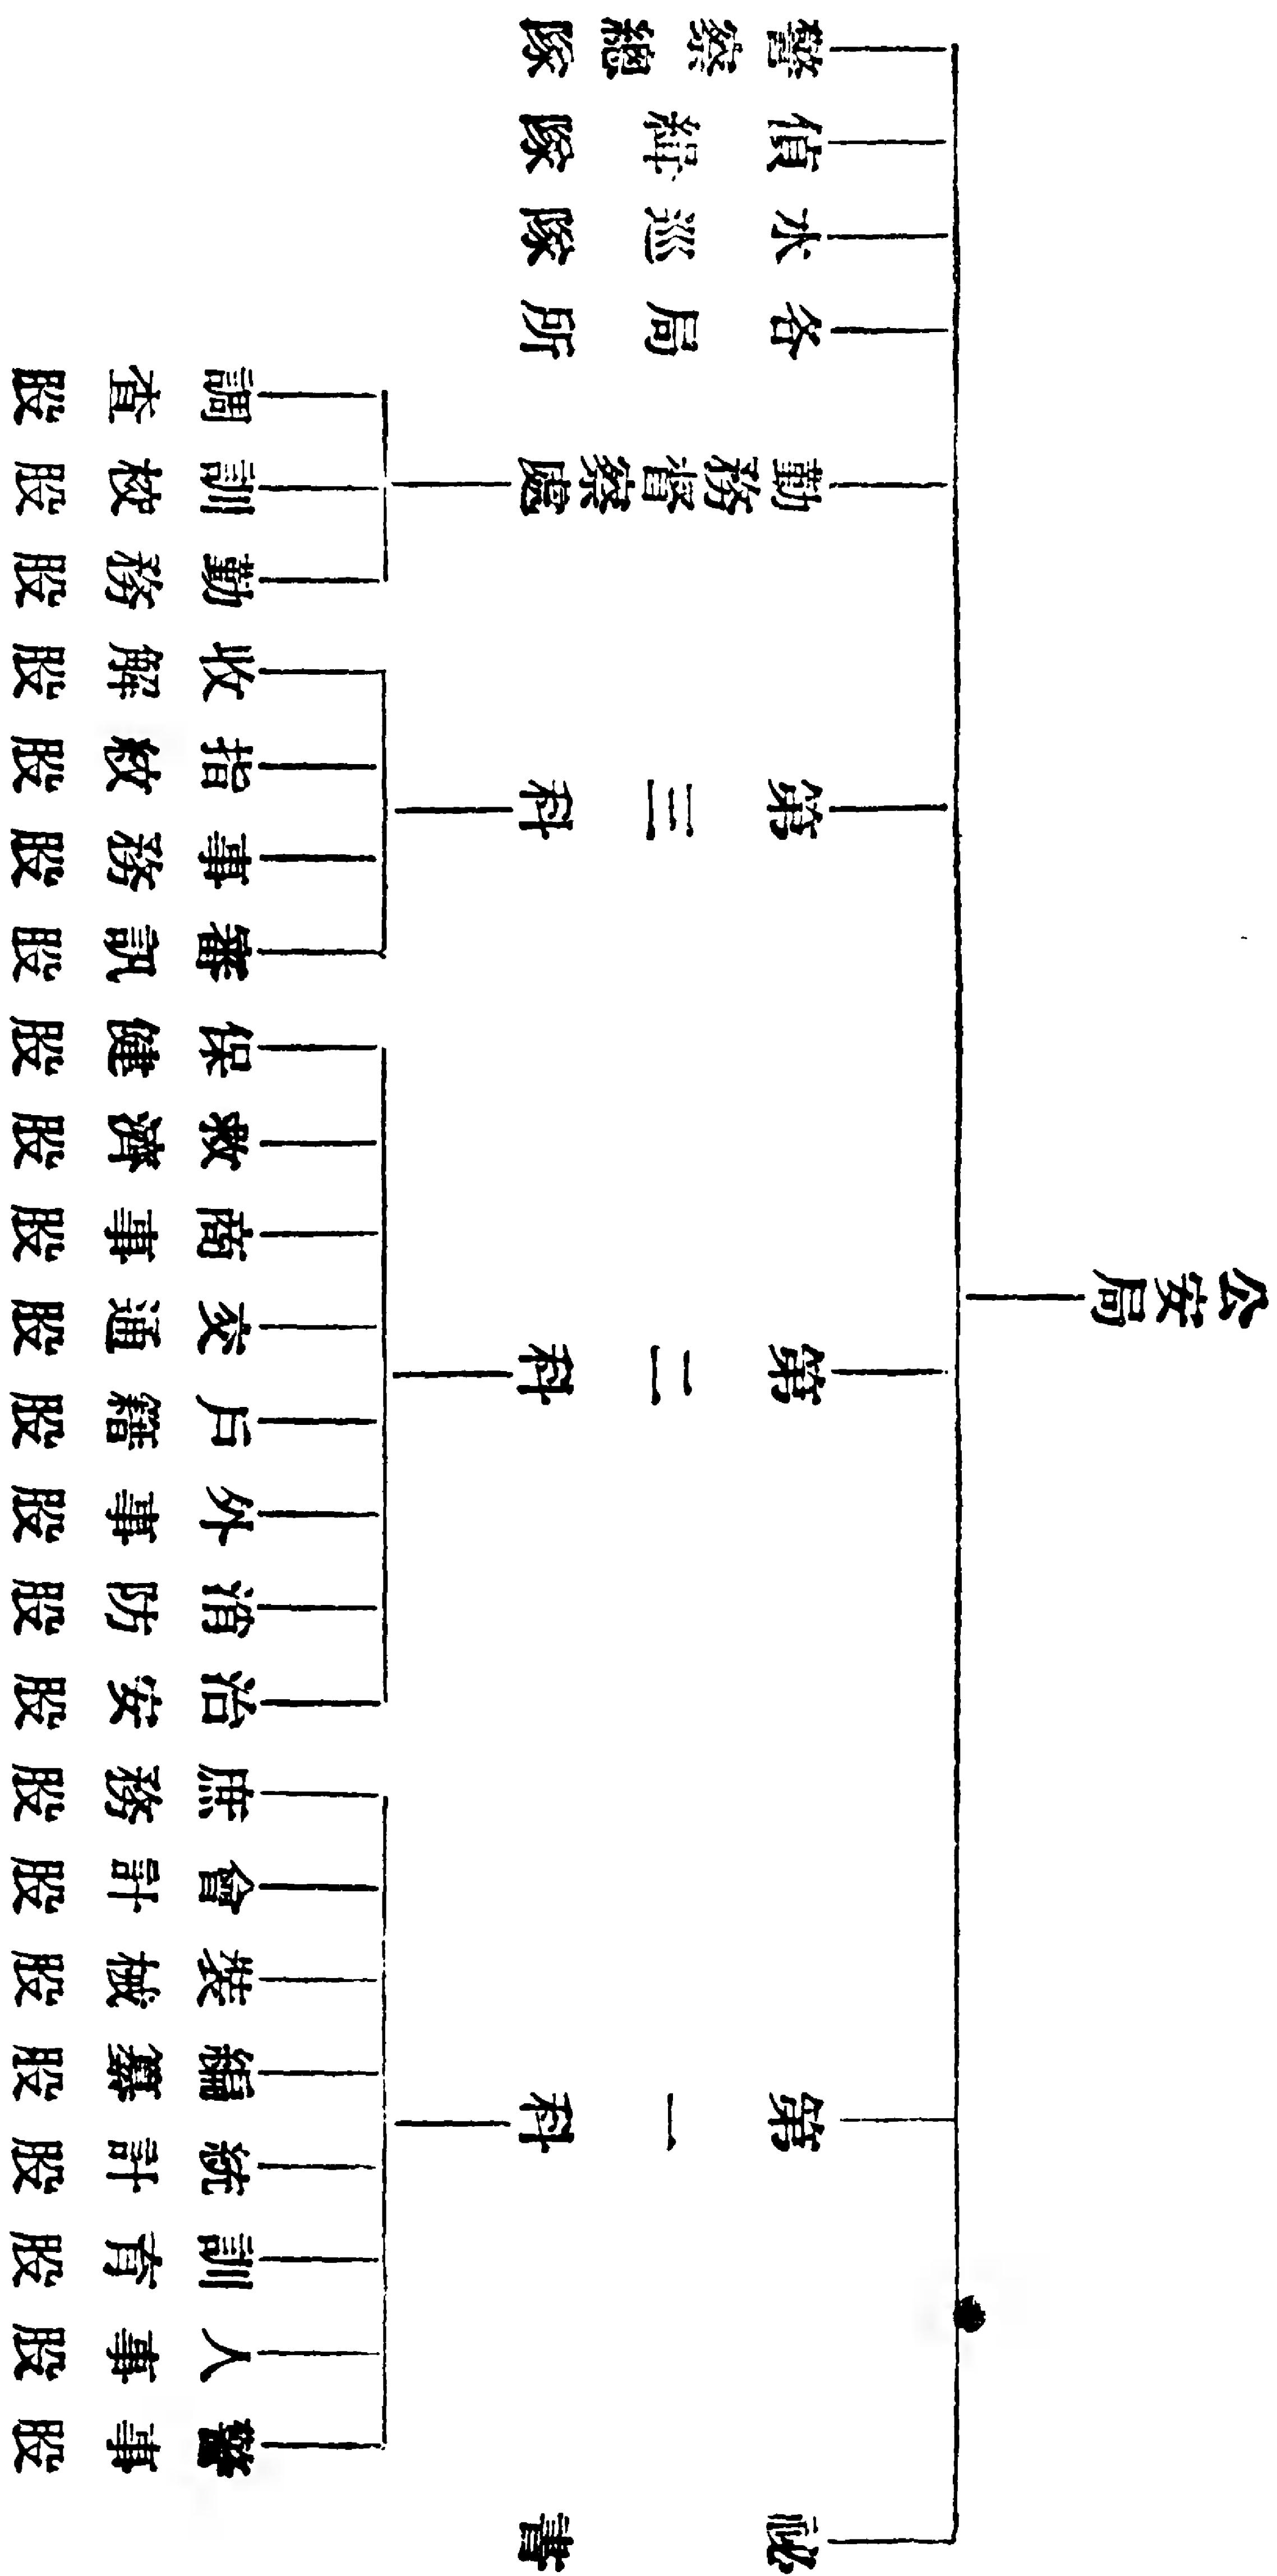 公安局
祕書
第一科
第二科
第三科
勤務督察處
各局所
水巡隊
偵緝隊
警察總隊
警事股
人事股
訓育股
統計股
編纂股
裝械股
會計股
庶務股
治安股
消防股
外事股
戶籍股
交通股
商事股
救濟股
保健股
審訊股
事務股
指紋股
收解股
勤務股
訓校股
調查股